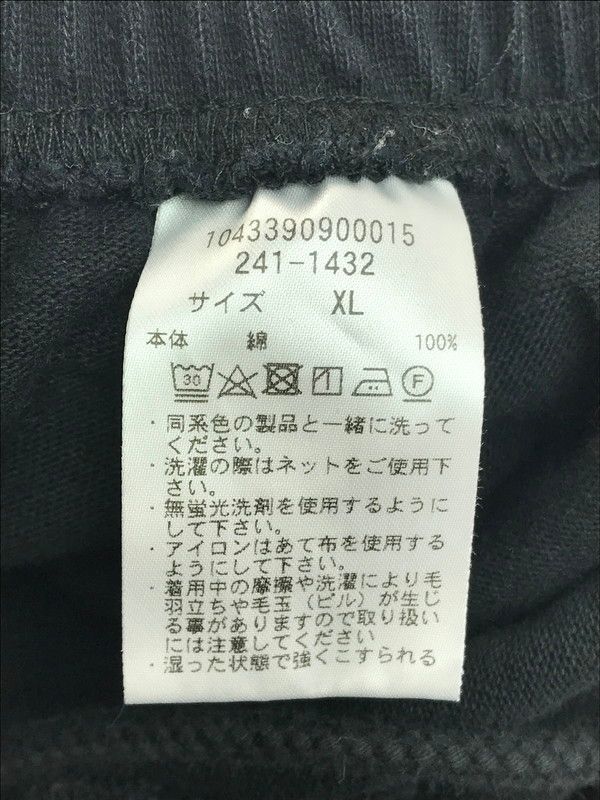 1043390900015
241-1432
サイズ XL
本体 綿 100%
30 F
・同系色の製品と一緒に洗って
ください。
・洗濯の際はネットをご使用下
さい。
・無蛍光洗剤を使用するように
して下さい。
・アイロンはあて布を使用する
ようにして下さい。
・着用中の摩擦や洗濯により毛
羽立ちや毛玉（ピル）が生じ
る事がありますので取り扱い
には注意してください
・湿った状態で強くこすられる